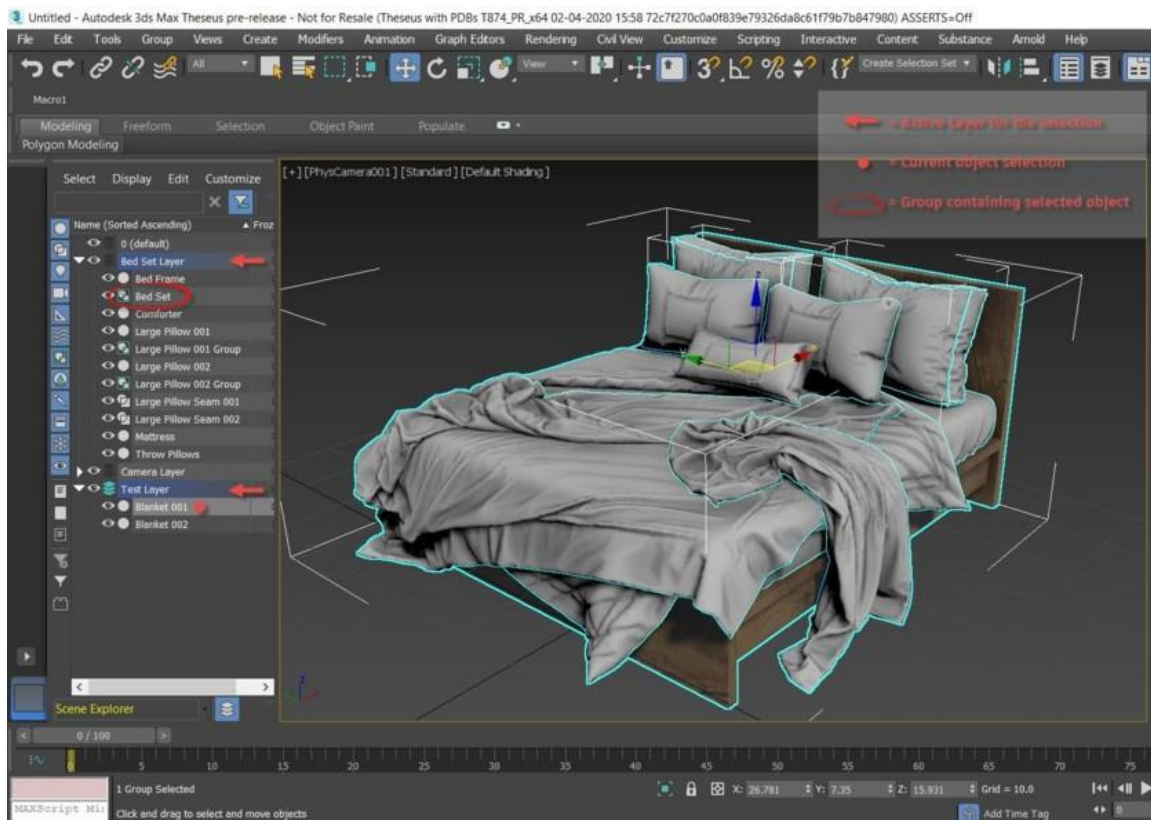 Untitled - Autodesk 3ds Max Theseus pre-release - Not for Resale (Theseus with PDBs T874_PR_x64 02-04-2020 15:58 72c7f270c0a0f839e79326da8c61f79b7b847980) ASSERTS=Off
File Edit Tools Group Views Create Modifiers Animation Graph Editors Rendering Civil View Customize Scripting Interactive Content Substance Arnold Help
All View Create Selection Set
Macro1
Modeling Freeform Selection Object Paint Populate
Polygon Modeling
= Active Layer for the selection
= Current object selection
= Group containing selected object
Select Display Edit Customize
[+] [PhysCamera001] [Standard] [Default Shading]
Name (Sorted Ascending) Froz
0 (default)
Bed Set Layer
Bed Frame
Bed Set
Comforter
Large Pillow 001
Large Pillow 001 Group
Large Pillow 002
Large Pillow 002 Group
Large Pillow Seam 001
Large Pillow Seam 002
Mattress
Throw Pillows
Camera Layer
Test Layer
Blanket 001
Blanket 002
Scene Explorer
0 / 100
0 5 10 15 20 25 30 35 40 45 50 55 60 65 70 75
1 Group Selected X: 26.781 Y: 7.35 Z: 15.931 Grid = 10.0
MAXScript Mi Click and drag to select and move objects Add Time Tag 0